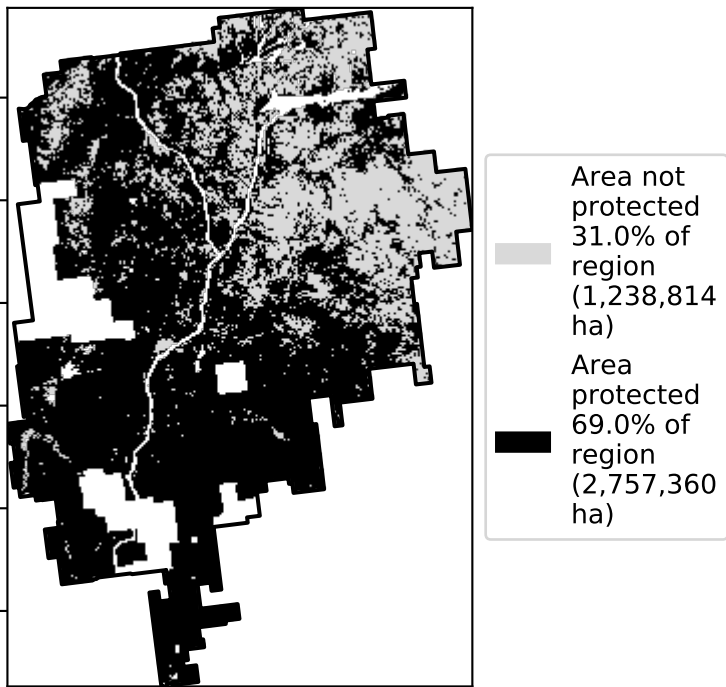 Area not
protected
31.0% of
region
(1,238,814
ha)
Area
protected
69.0% of
region
(2,757,360
ha)